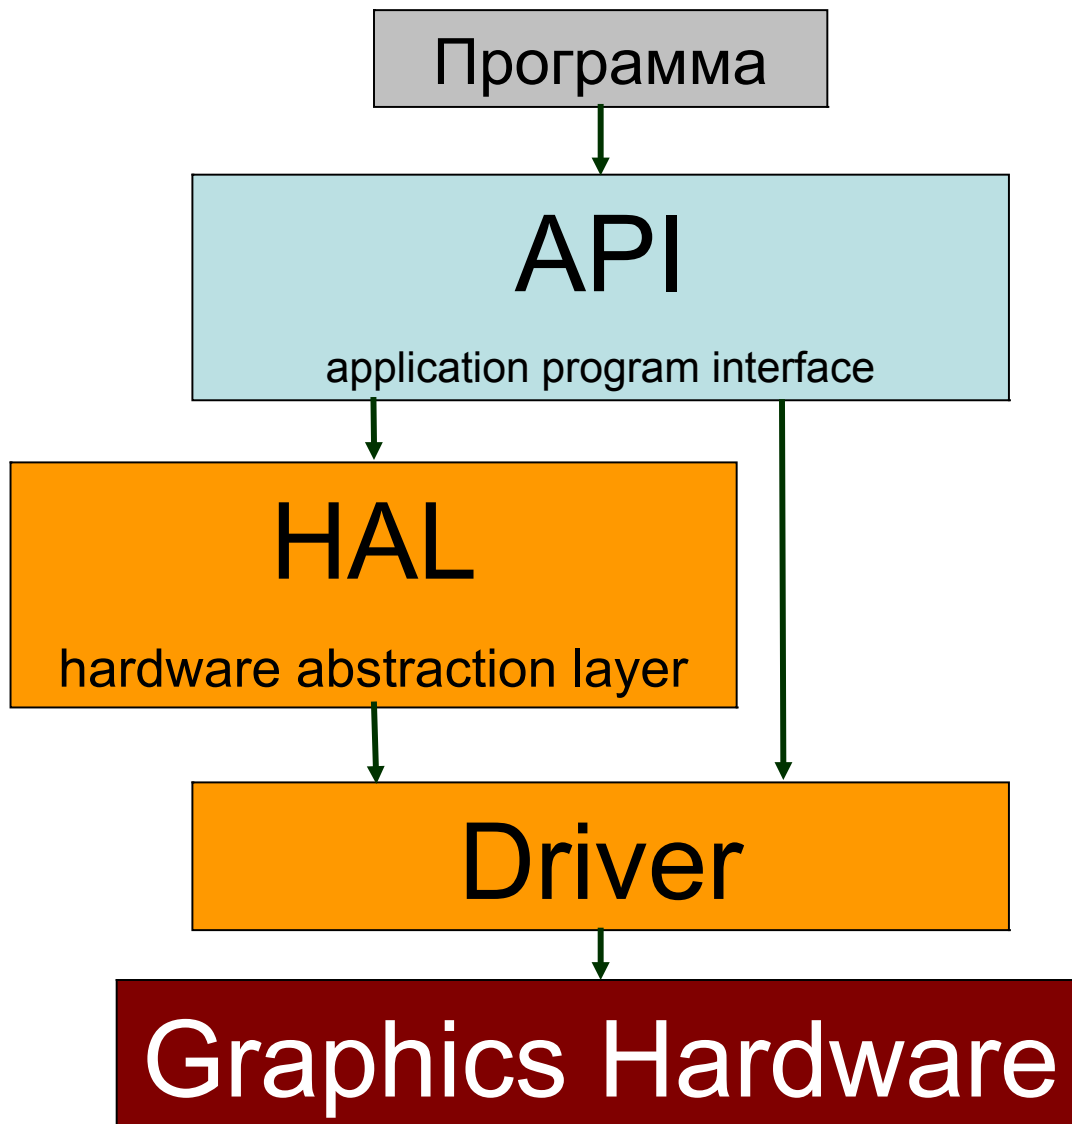 Программа
API
application program interface
HAL
hardware abstraction layer
Driver
Graphics Hardware